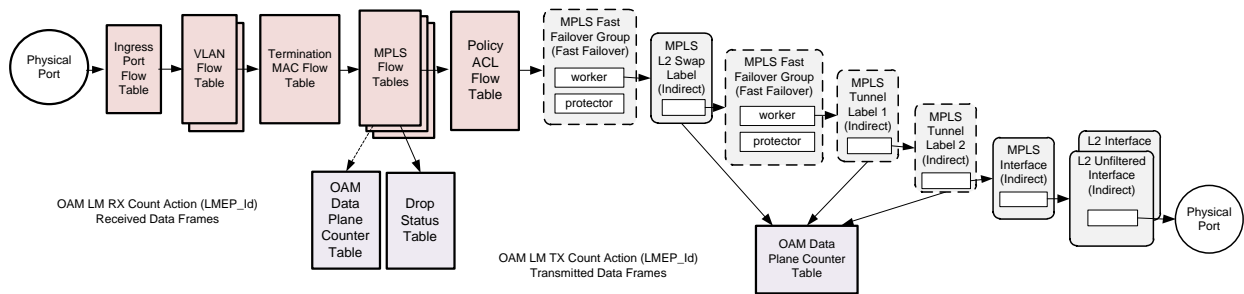 Physical
Port
Ingress
Port
Flow
Table
VLAN
Flow
Table
Termination
MAC Flow
Table
MPLS
Flow
Tables
Policy
ACL
Flow
Table
MPLS Fast
Failover Group
(Fast Failover)
worker
protector
MPLS
L2 Swap
Label
(Indirect)
MPLS Fast
Failover Group
(Fast Failover)
worker
protector
MPLS
Tunnel
Label 1
(Indirect)
MPLS
Tunnel
Label 2
(Indirect)
MPLS
Interface
(Indirect)
L2 Interface
L2 Unfiltered
Interface
(Indirect)
Physical
Port
OAM
Data
Plane
Counter
Table
Drop
Status
Table
OAM LM RX Count Action (LMEP_Id)
Received Data Frames
OAM LM TX Count Action (LMEP_Id)
Transmitted Data Frames
OAM Data
Plane Counter
Table